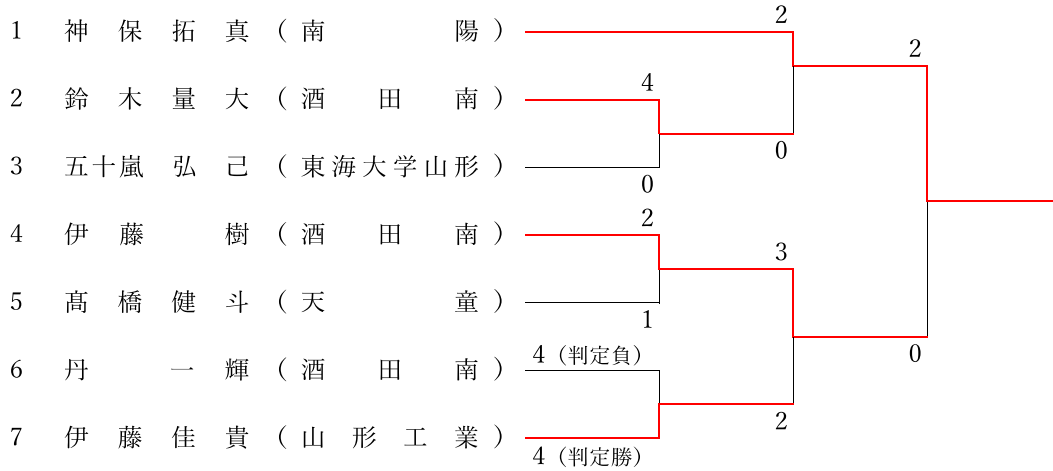 1 神保拓真（南陽） 2
2
2 鈴木量大（酒田南） 4
0
3 五十嵐弘己（東海大学山形） 0
4 伊藤樹（酒田南） 2
3
5 髙橋健斗（天童） 1
4（判定負） 0
6 丹一輝（酒田南）
2
7 伊藤佳貴（山形工業） 4（判定勝）